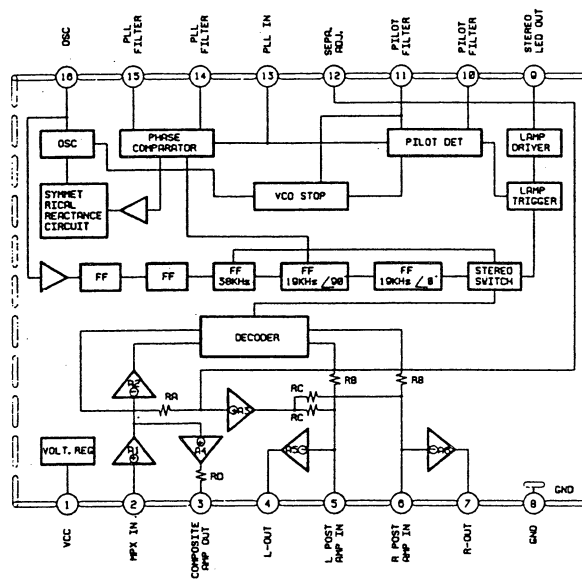 OSC
PLL
FILTER
PLL
FILTER
PLL IN
SEPA.
ADJ.
PILOT
FILTER
PILOT
FILTER
STEREO
LED OUT
16
15
14
13
12
11
10
9
OSC
PHASE
COMPARATOR
PILOT DET
LAMP
DRIVER
SYMMET
RICAL
REACTANCE
CIRCUIT
VCO STOP
LAMP
TRIGGER
FF
FF
FF
38KHz
FF
19KHz ∠90
FF
19KHz ∠0
STEREO
SWITCH
DECODER
A2
RA
A3
RC
RC
RB
RB
VOLT. REG
A1
A4
A5
A6
RD
1
2
3
4
5
6
7
8
GND
VCC
MPX IN
COMPOSITE
AMP OUT
L-OUT
L POST
AMP IN
R POST
AMP IN
R-OUT
GND